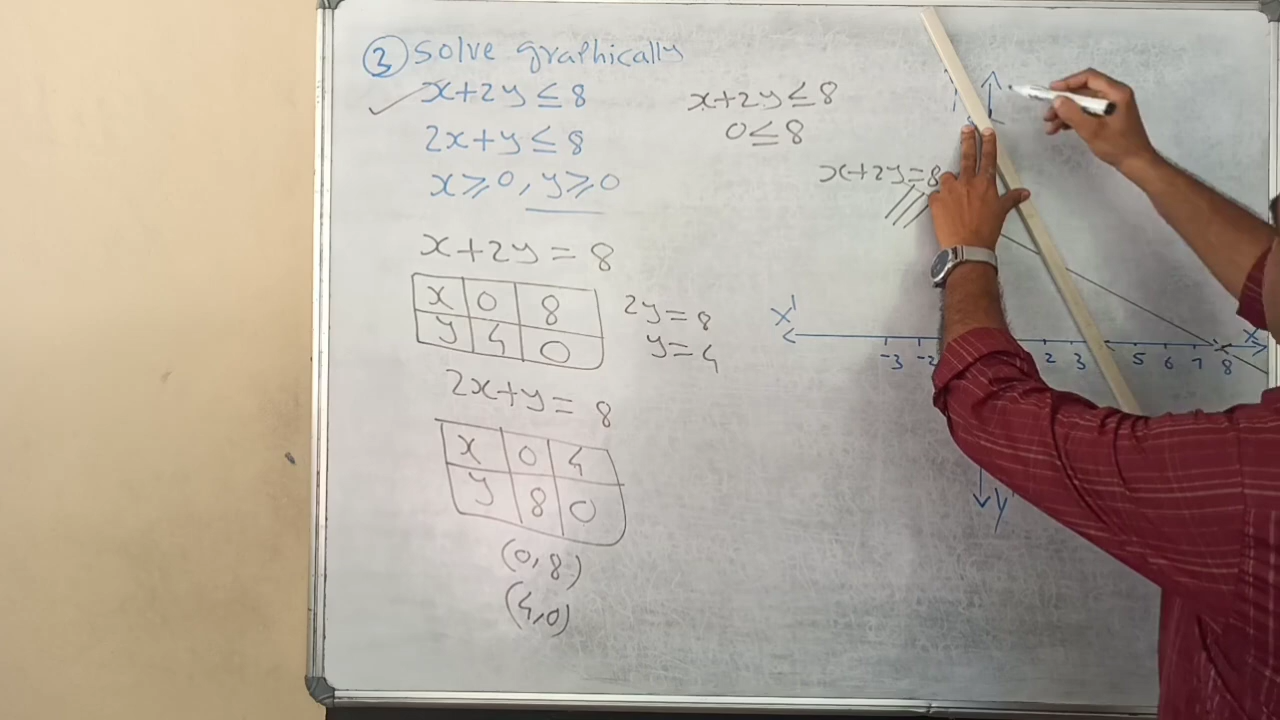 ③ Solve graphically
x+2y ≤ 8
2x+y ≤ 8
x ≥ 0, y ≥ 0
x+2y = 8
x 0 8
y 4 0
2y = 8
y = 4
2x+y = 8
x 0 4
y 8 0
(0,8)
(4,0)
x+2y ≤ 8
0 ≤ 8
x+2y=8
X' X
-3 -2 2 3 5 6 7 8
Y'